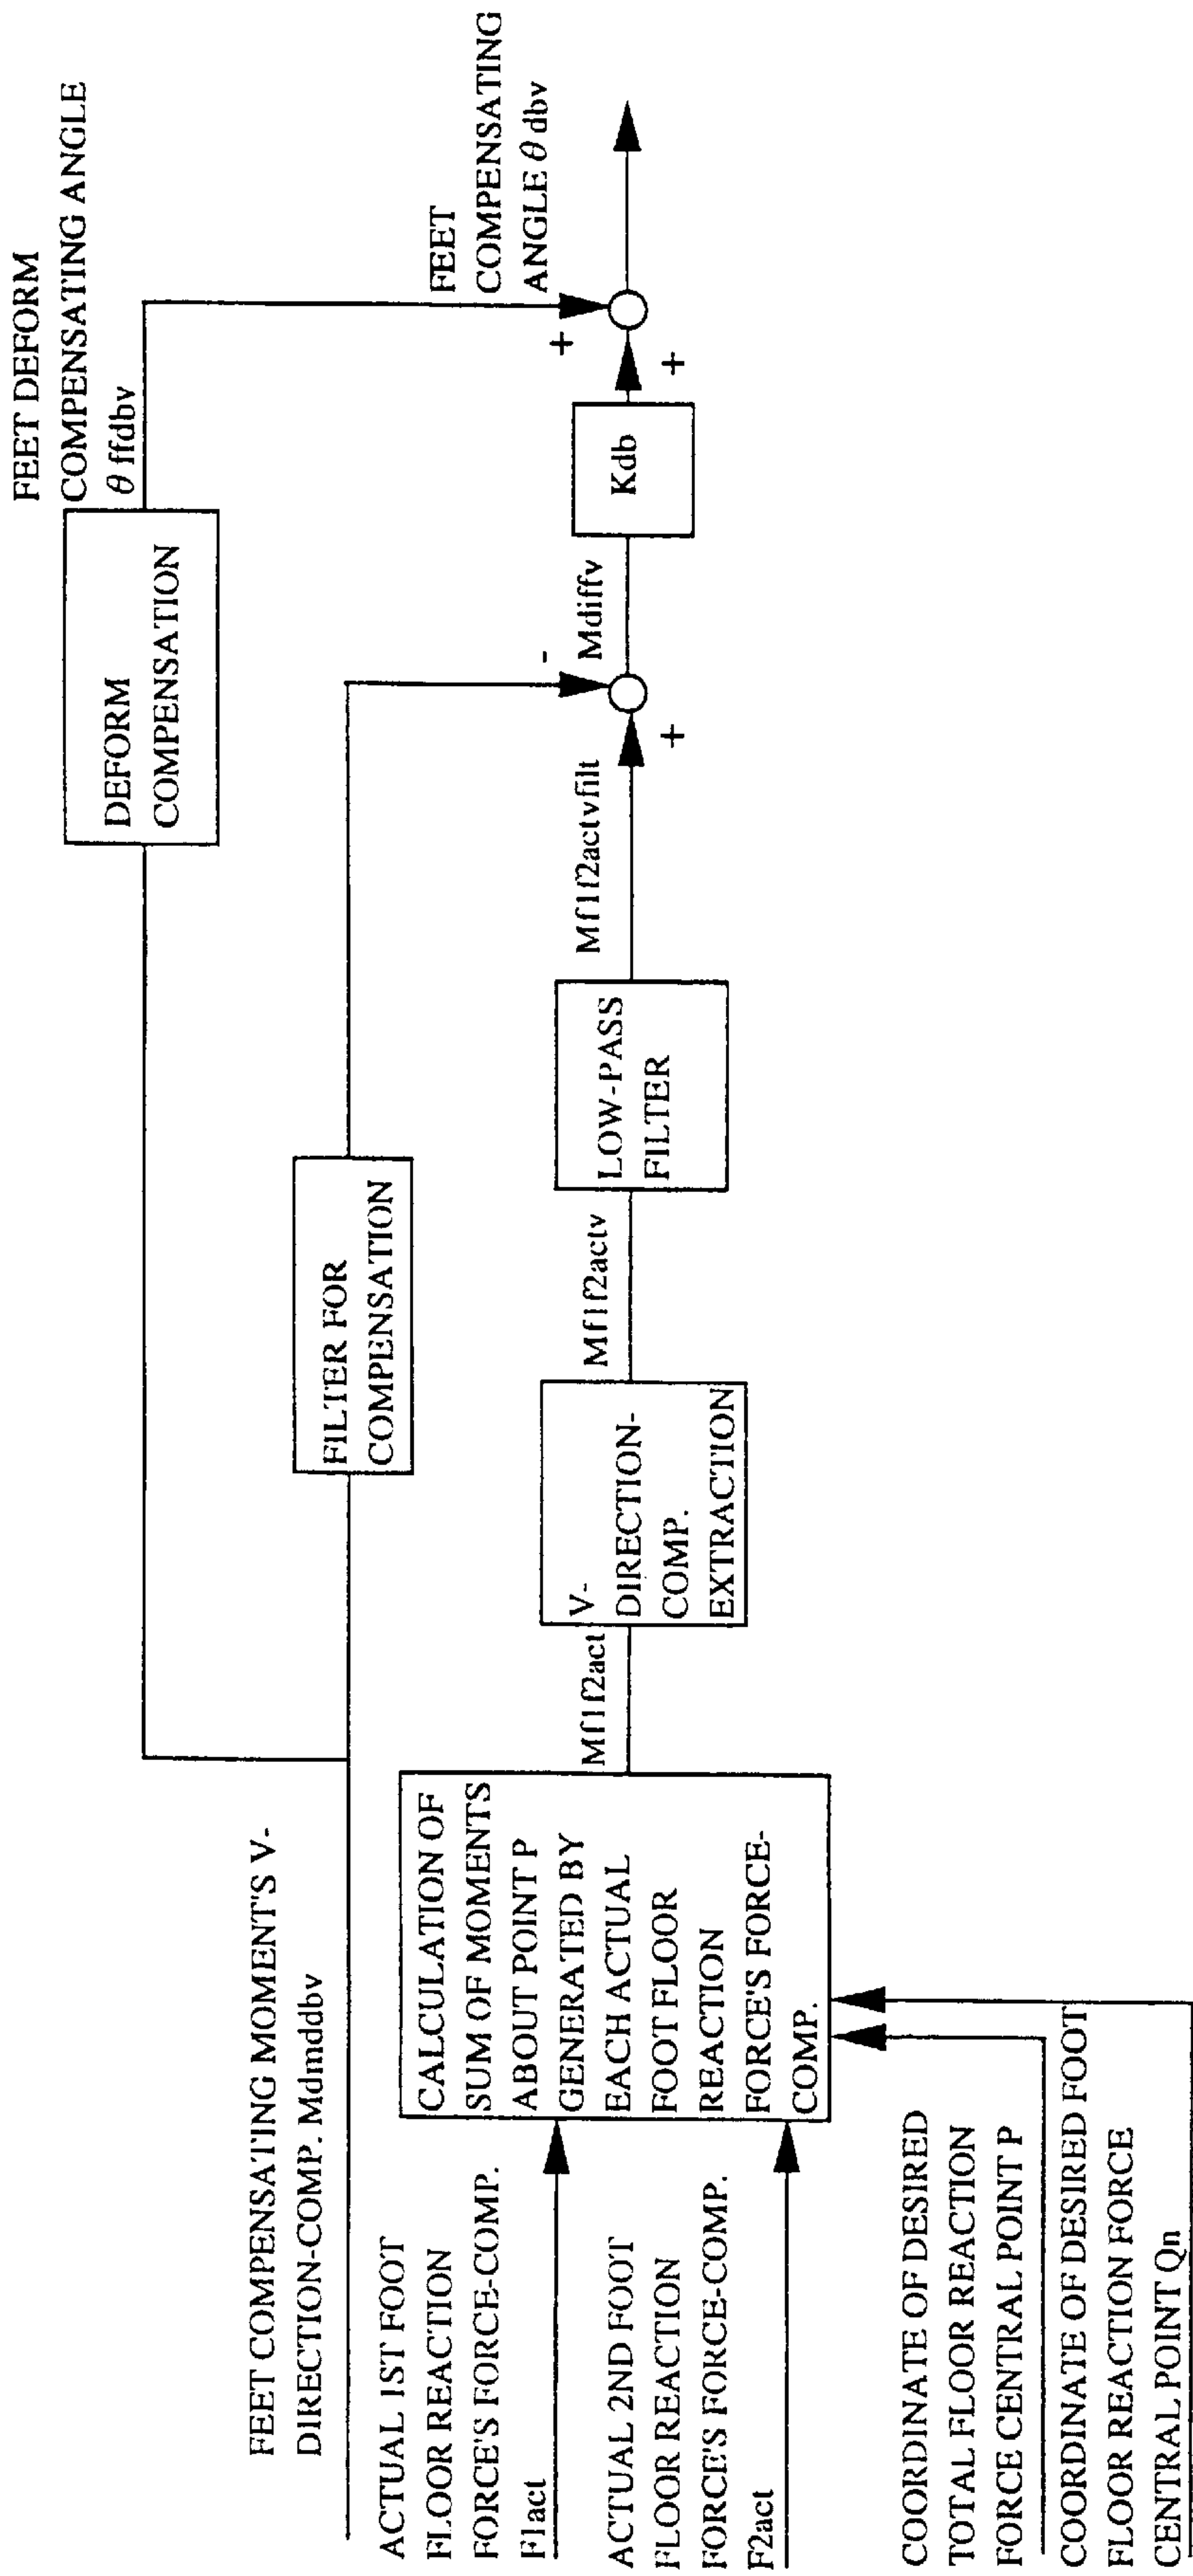 FEET DEFORM
COMPENSATING ANGLE
θ ffdbv
DEFORM
COMPENSATION
FEET COMPENSATING MOMENT'S V-
DIRECTION-COMP. Mdmddbv
FILTER FOR
COMPENSATION
FEET
COMPENSATING
ANGLE θ dbv
ACTUAL 1ST FOOT
FLOOR REACTION
FORCE'S FORCE-COMP.
F1act
ACTUAL 2ND FOOT
FLOOR REACTION
FORCE'S FORCE-COMP.
F2act
CALCULATION OF
SUM OF MOMENTS
ABOUT POINT P
GENERATED BY
EACH ACTUAL
FOOT FLOOR
REACTION
FORCE'S FORCE-
COMP.
Mf1f2act
V-
DIRECTION-
COMP.
EXTRACTION
Mf1f2actv
LOW-PASS
FILTER
Mf1f2actvfilt
+
-
Mdiffv
Kdb
+
+
COORDINATE OF DESIRED
TOTAL FLOOR REACTION
FORCE CENTRAL POINT P
COORDINATE OF DESIRED FOOT
FLOOR REACTION FORCE
CENTRAL POINT Qn